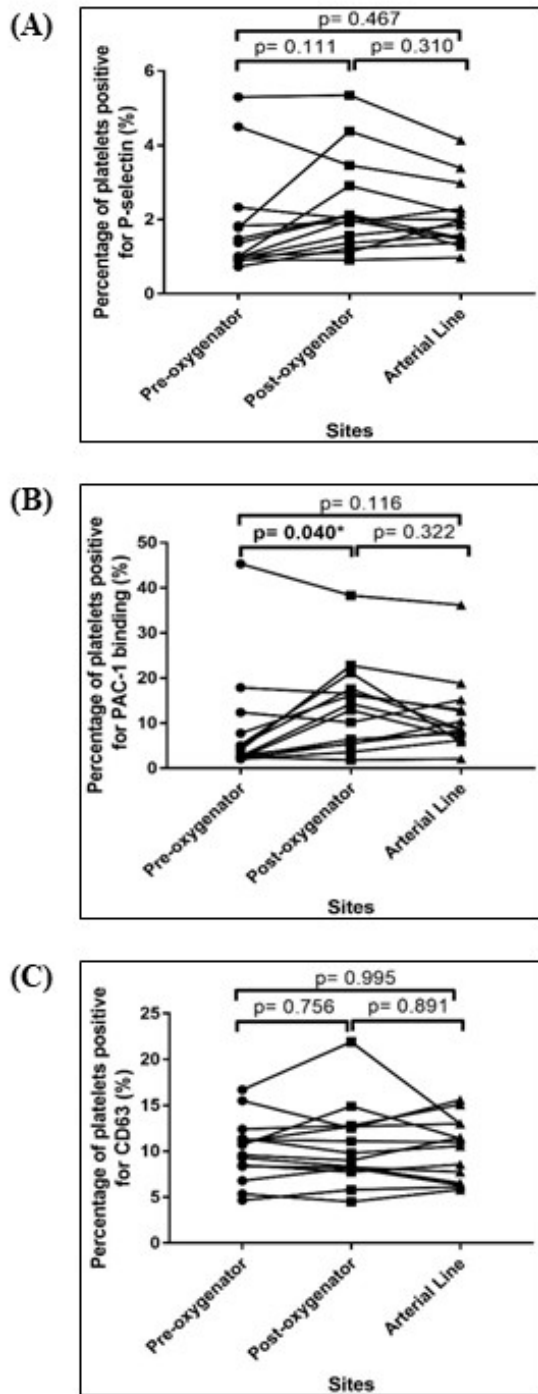 (A)
p= 0.467
p= 0.111 p= 0.310
Percentage of platelets positive
for P-selectin (%)
6
4
2
0
Pre-oxygenator
Post-oxygenator
Arterial Line
Sites
(B)
p= 0.116
p= 0.040* p= 0.322
Percentage of platelets positive
for PAC-1 binding (%)
50
40
30
20
10
0
Pre-oxygenator
Post-oxygenator
Arterial Line
Sites
(C)
p= 0.995
p= 0.756 p= 0.891
Percentage of platelets positive
for CD63 (%)
25
20
15
10
5
0
Pre-oxygenator
Post-oxygenator
Arterial Line
Sites